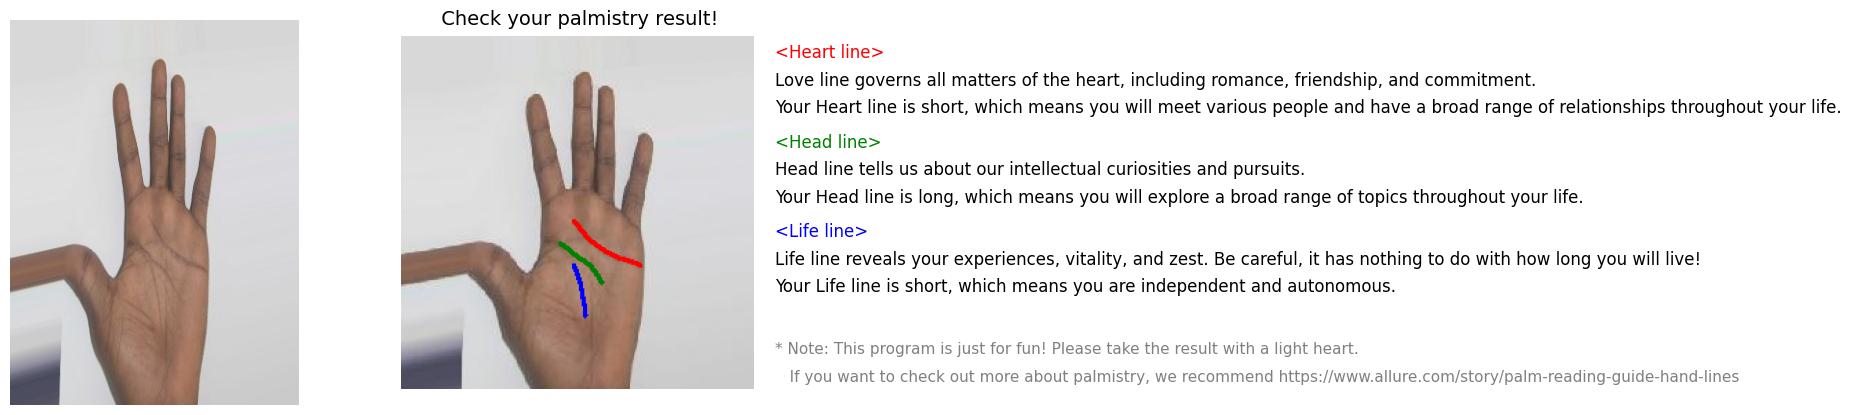 Check your palmistry result!
<Heart line>
Love line governs all matters of the heart, including romance, friendship, and commitment.
Your Heart line is short, which means you will meet various people and have a broad range of relationships throughout your life.
<Head line>
Head line tells us about our intellectual curiosities and pursuits.
Your Head line is long, which means you will explore a broad range of topics throughout your life.
<Life line>
Life line reveals your experiences, vitality, and zest. Be careful, it has nothing to do with how long you will live!
Your Life line is short, which means you are independent and autonomous.
* Note: This program is just for fun! Please take the result with a light heart.
If you want to check out more about palmistry, we recommend https://www.allure.com/story/palm-reading-guide-hand-lines